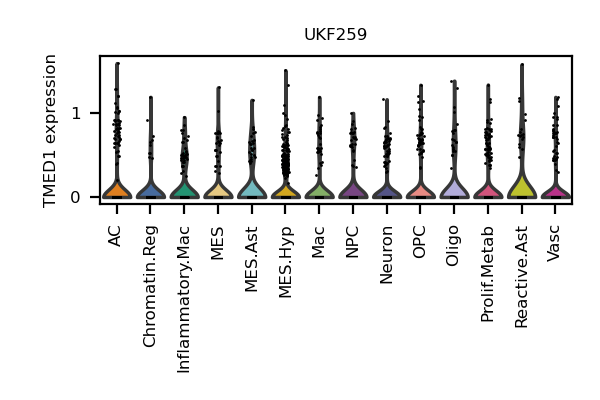 UKF259
TMED1 expression
1
0
AC
Chromatin.Reg
Inflammatory.Mac
MES
MES.Ast
MES.Hyp
Mac
NPC
Neuron
OPC
Oligo
Prolif.Metab
Reactive.Ast
Vasc